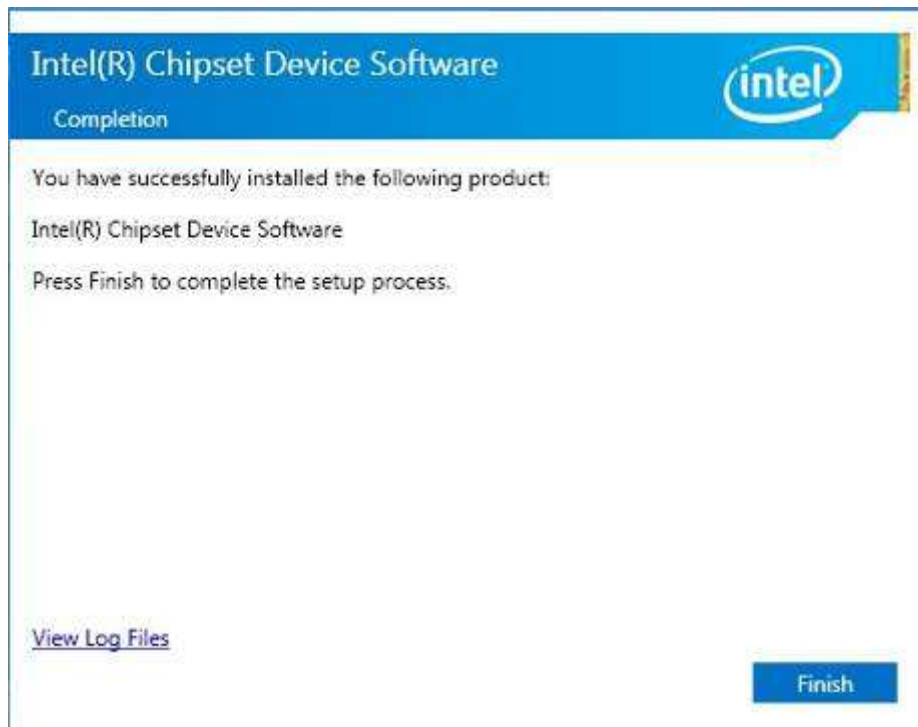 Intel(R) Chipset Device Software
intel
Completion
You have successfully installed the following product:
Intel(R) Chipset Device Software
Press Finish to complete the setup process.
View Log Files
Finish